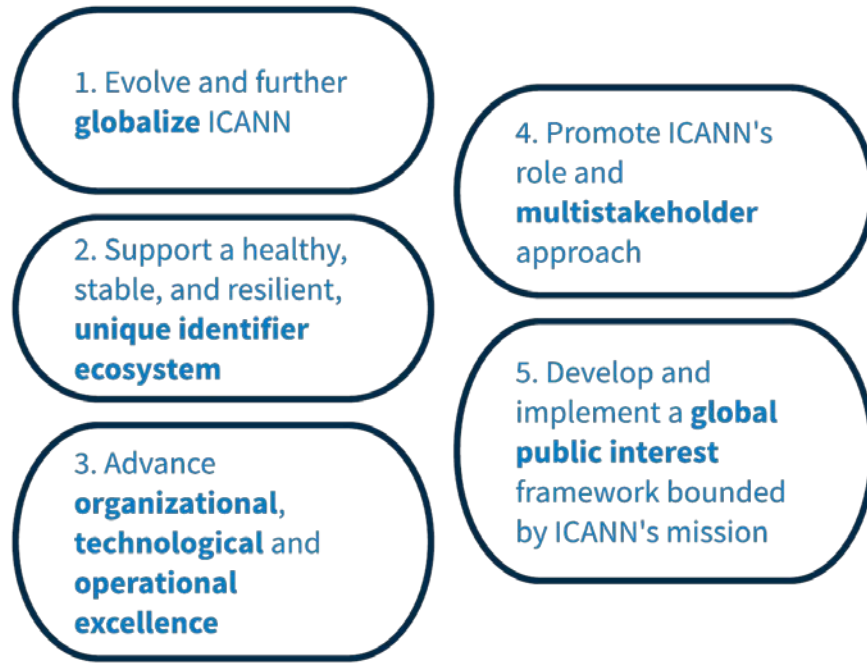 1. Evolve and further
globalize ICANN
2. Support a healthy,
stable, and resilient,
unique identifier
ecosystem
3. Advance
organizational,
technological and
operational
excellence
4. Promote ICANN's
role and
multistakeholder
approach
5. Develop and
implement a global
public interest
framework bounded
by ICANN's mission